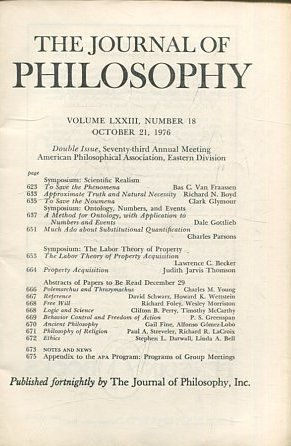 THE JOURNAL OF
PHILOSOPHY
VOLUME LXXIII, NUMBER 18
OCTOBER 21, 1976
Double Issue, Seventy-third Annual Meeting
American Philosophical Association, Eastern Division
page
Symposium: Scientific Realism
623 To Save the Phenomena Bas C. Van Fraassen
633 Approximate Truth and Natural Necessity Richard N. Boyd
635 To Save the Noumena Clark Glymour
Symposium: Ontology, Numbers, and Events
637 A Method for Ontology, with Application to
Numbers and Events Dale Gottlieb
651 Much Ado about Substitutional Quantification
Charles Parsons
Symposium: The Labor Theory of Property
653 The Labor Theory of Property Acquisition
Lawrence C. Becker
664 Property Acquisition Judith Jarvis Thomson
Abstracts of Papers to Be Read December 29
666 Polemarchus and Thrasymachus Charles M. Young
667 Reference David Schwarz, Howard K. Wettstein
668 Free Will Richard Foley, Wesley Morriston
668 Logic and Science Clifton B. Perry, Timothy McCarthy
669 Behavior Control and Freedom of Action P. S. Greenspan
670 Ancient Philosophy Gail Fine, Alfonso Gómez-Lobo
671 Philosophy of Religion Paul A. Streveler, Richard R. La Croix
672 Ethics Stephen L. Darwall, Linda A. Bell
673 NOTES AND NEWS
675 Appendix to the APA Program: Programs of Group Meetings
Published fortnightly by The Journal of Philosophy, Inc.